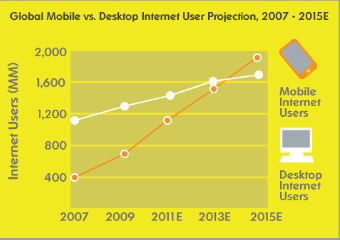 Global Mobile vs. Desktop Internet User Projection, 2007 - 2015E
Internet Users (MM)
2,000
1,600
1,200
800
400
2007 2009 2011E 2013E 2015E
Mobile
Internet
Users
Desktop
Internet
Users